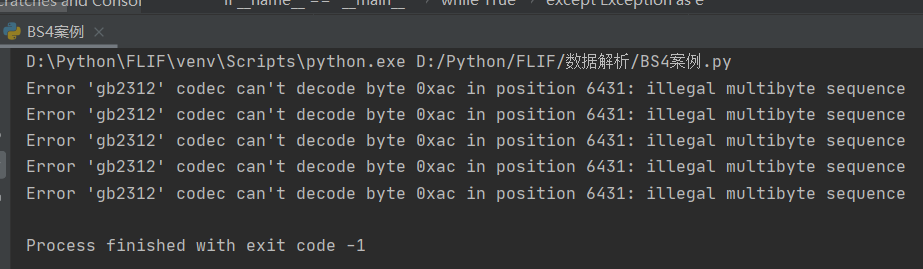 cratches and Consol
if __name__ == '__main__' › while True › except Exception as e
BS4案例 ×
D:\Python\FLIF\venv\Scripts\python.exe D:/Python/FLIF/数据解析/BS4案例.py
Error 'gb2312' codec can't decode byte 0xac in position 6431: illegal multibyte sequence
Error 'gb2312' codec can't decode byte 0xac in position 6431: illegal multibyte sequence
Error 'gb2312' codec can't decode byte 0xac in position 6431: illegal multibyte sequence
Error 'gb2312' codec can't decode byte 0xac in position 6431: illegal multibyte sequence
Error 'gb2312' codec can't decode byte 0xac in position 6431: illegal multibyte sequence
Process finished with exit code -1